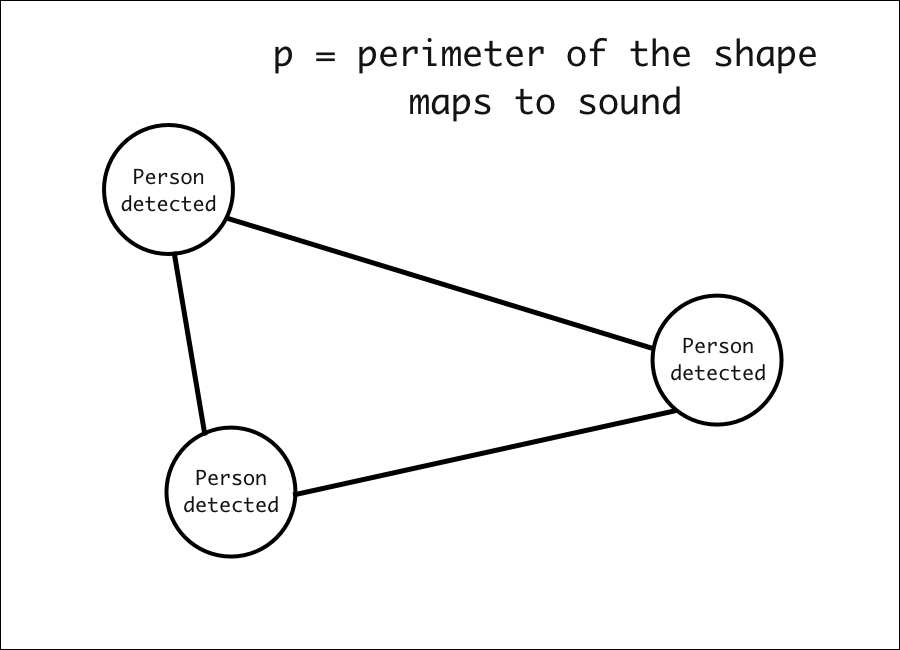 p = perimeter of the shape
maps to sound
Person
detected
Person
detected
Person
detected